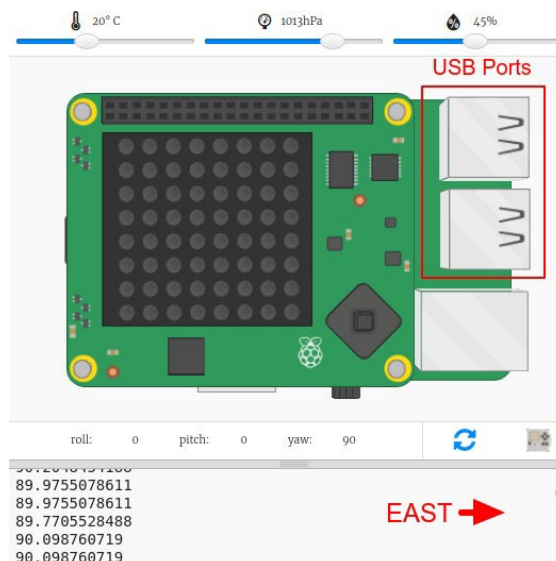 20° C 1013hPa 45%
USB Ports
roll: 0 pitch: 0 yaw: 90
89.9755078611
89.9755078611
89.7705528488
EAST
90.098760719
90.098760719